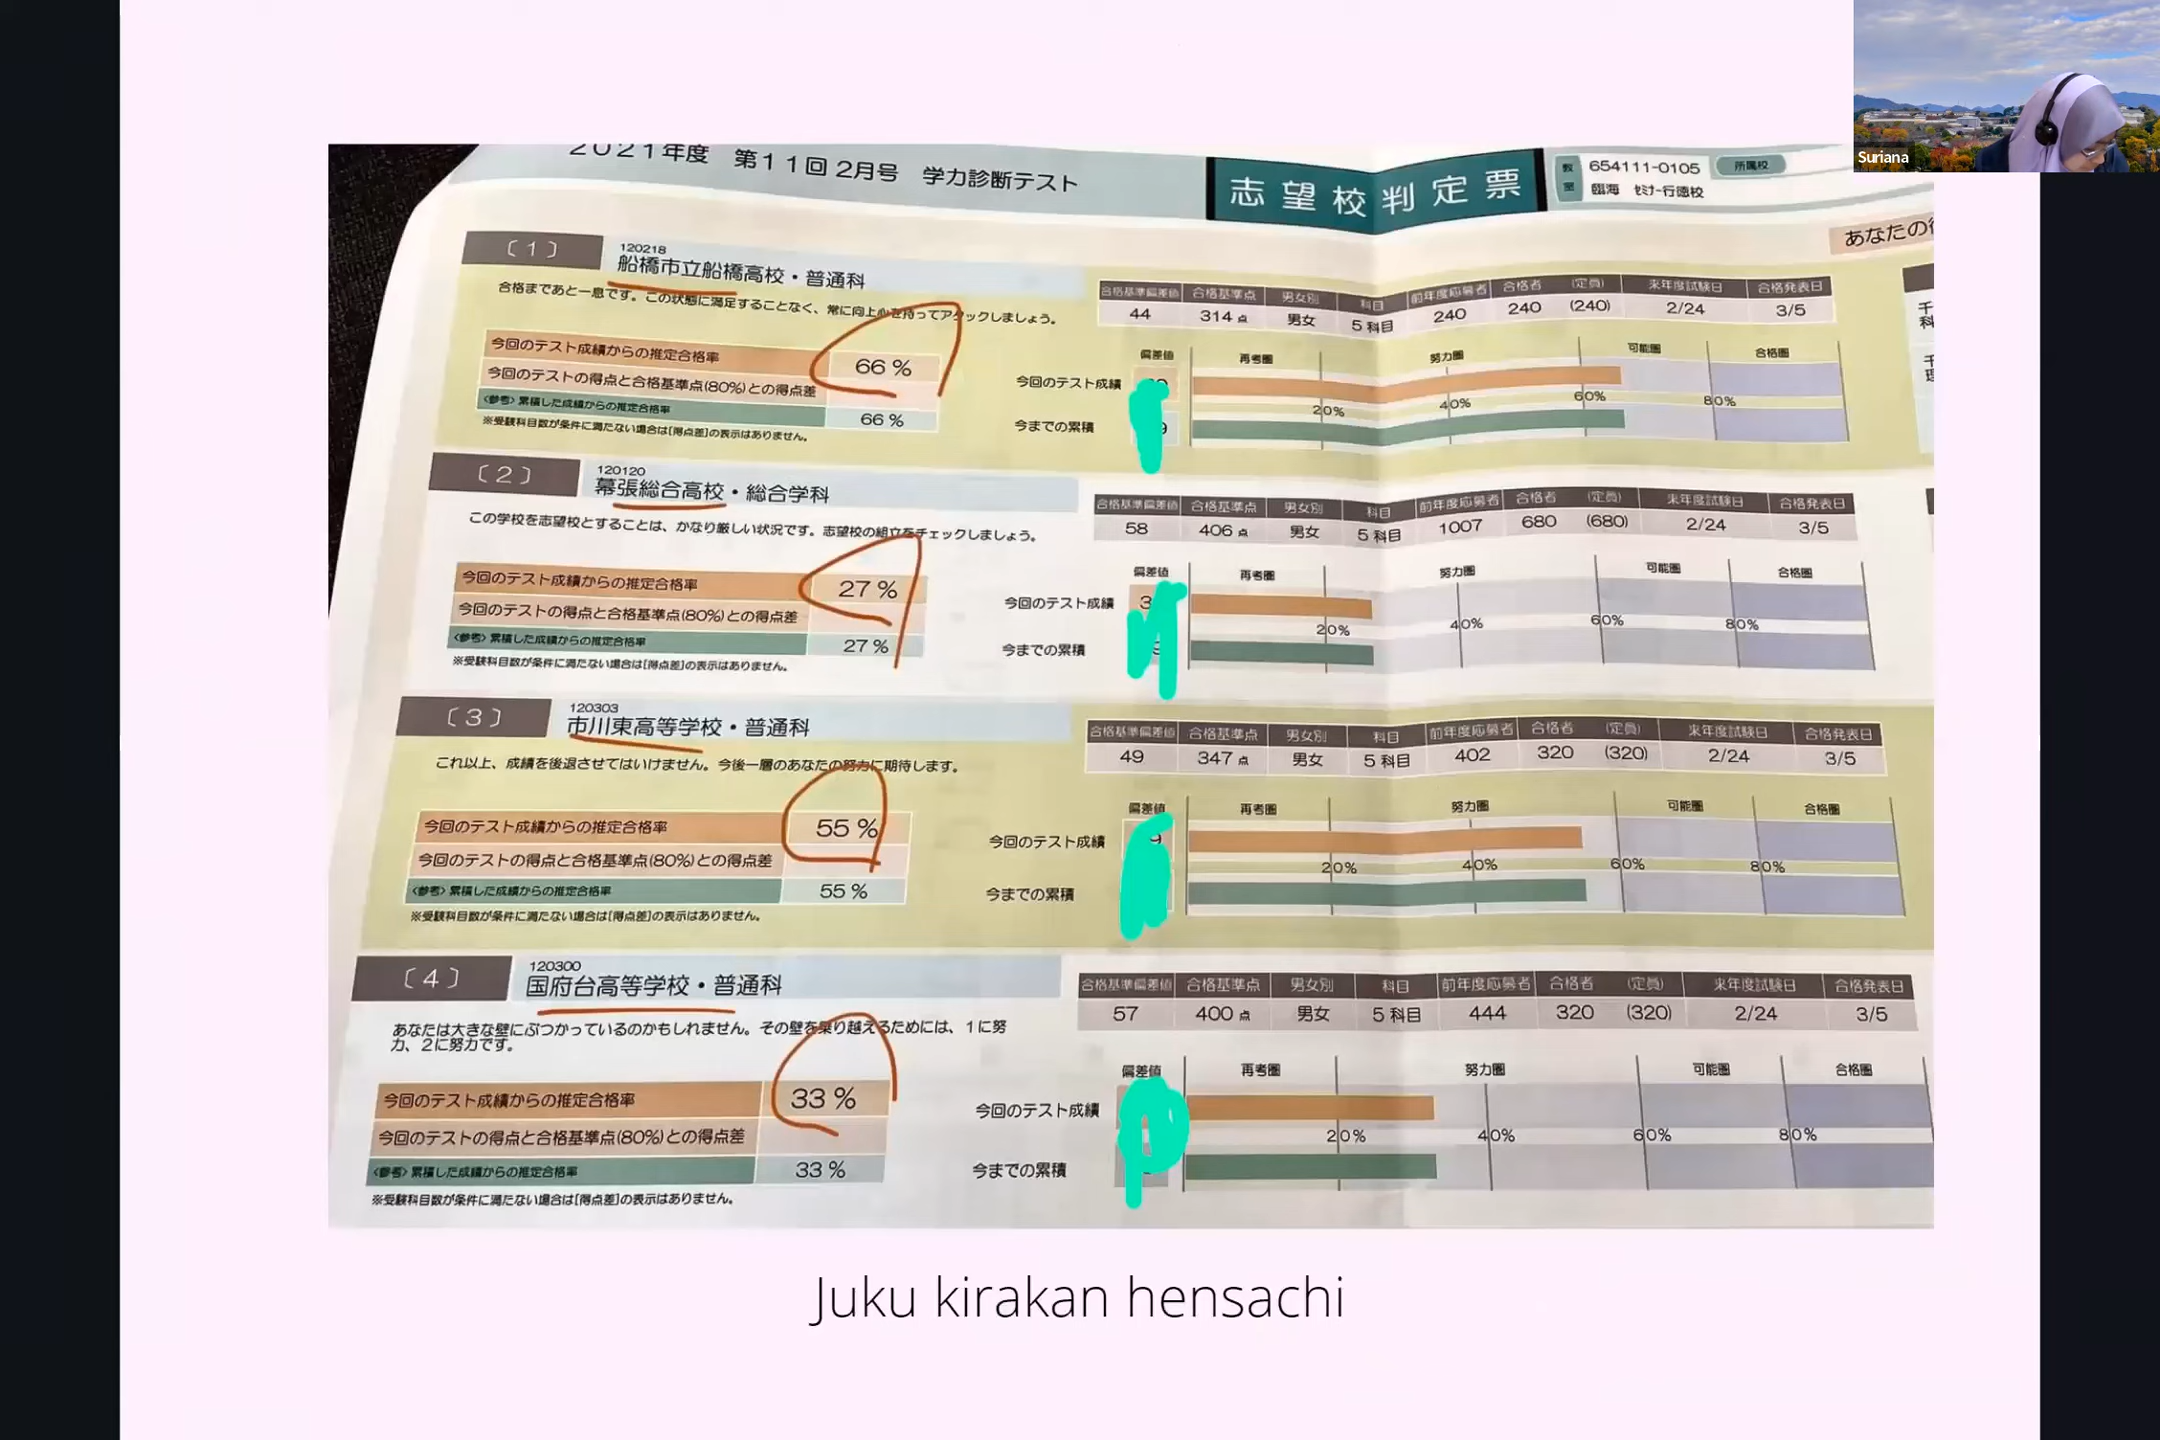 Suriana
2021年度 第11回 2月号 学力診断テスト
志望校判定票
教室 654111-0105 所属校
臨海 ｾﾐﾅｰ行徳校
あなたの
〔1〕 120218
船橋市立船橋高校・普通科
合格まであと一息です。この状態に満足することなく、常に向上心を持ってアタックしましょう。
合格基準偏差値 合格基準点 男女別 科目 前年度応募者 合格者 (定員) 来年度試験日 合格発表日
44 314点 男女 5科目 240 240 (240) 2/24 3/5
今回のテスト成績からの推定合格率 66%
今回のテストの得点と合格基準点(80%)との得点差
〈参考〉累積した成績からの推定合格率 66%
※受験科目数が条件に満たない場合は[得点差]の表示はありません。
偏差値 再考圏 努力圏 可能圏 合格圏
今回のテスト成績
20% 40% 60% 80%
今までの累積 9
〔2〕 120120
幕張総合高校・総合学科
この学校を志望校とすることは、かなり厳しい状況です。志望校の組立をチェックしましょう。
合格基準偏差値 合格基準点 男女別 科目 前年度応募者 合格者 (定員) 来年度試験日 合格発表日
58 406点 男女 5科目 1007 680 (680) 2/24 3/5
今回のテスト成績からの推定合格率 27%
今回のテストの得点と合格基準点(80%)との得点差
〈参考〉累積した成績からの推定合格率 27%
※受験科目数が条件に満たない場合は[得点差]の表示はありません。
偏差値 再考圏 努力圏 可能圏 合格圏
今回のテスト成績 3
20% 40% 60% 80%
今までの累積
〔3〕 120303
市川東高等学校・普通科
これ以上、成績を後退させてはいけません。今後一層のあなたの努力に期待します。
合格基準偏差値 合格基準点 男女別 科目 前年度応募者 合格者 (定員) 来年度試験日 合格発表日
49 347点 男女 5科目 402 320 (320) 2/24 3/5
今回のテスト成績からの推定合格率 55%
今回のテストの得点と合格基準点(80%)との得点差
〈参考〉累積した成績からの推定合格率 55%
※受験科目数が条件に満たない場合は[得点差]の表示はありません。
偏差値 再考圏 努力圏 可能圏 合格圏
今回のテスト成績 9
20% 40% 60% 80%
今までの累積
〔4〕 120300
国府台高等学校・普通科
あなたは大きな壁にぶつかっているのかもしれません。その壁を乗り越えるためには、1に努
力、2に努力です。
合格基準偏差値 合格基準点 男女別 科目 前年度応募者 合格者 (定員) 来年度試験日 合格発表日
57 400点 男女 5科目 444 320 (320) 2/24 3/5
今回のテスト成績からの推定合格率 33%
今回のテストの得点と合格基準点(80%)との得点差
〈参考〉累積した成績からの推定合格率 33%
※受験科目数が条件に満たない場合は[得点差]の表示はありません。
偏差値 再考圏 努力圏 可能圏 合格圏
今回のテスト成績
20% 40% 60% 80%
今までの累積
Juku kirakan hensachi